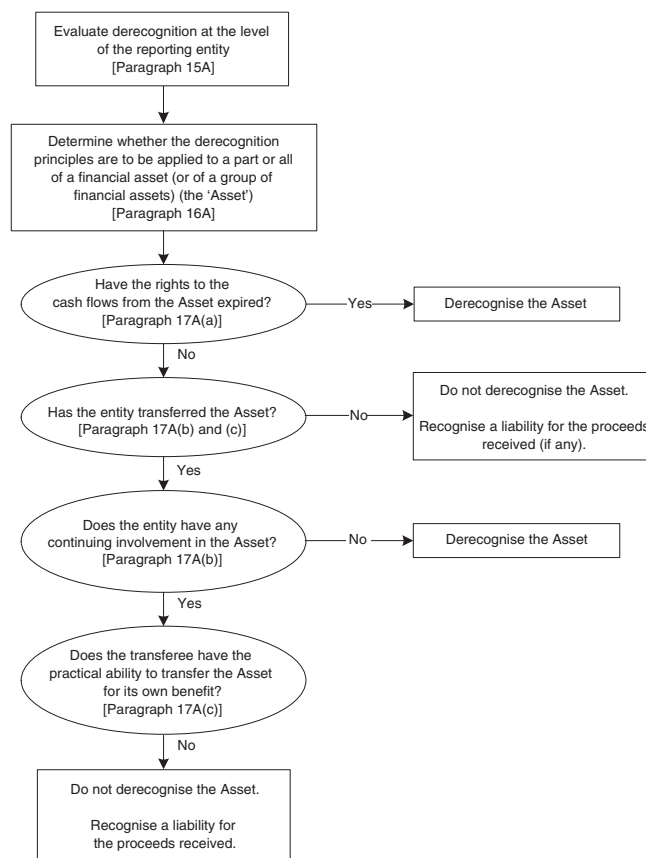 Evaluate derecognition at the level
of the reporting entity
[Paragraph 15A]
Determine whether the derecognition
principles are to be applied to a part or all
of a financial asset (or of a group of
financial assets) (the ‘Asset’)
[Paragraph 16A]
Have the rights to the
cash flows from the Asset expired?
[Paragraph 17A(a)]
Yes
Derecognise the Asset
No
Has the entity transferred the Asset?
[Paragraph 17A(b) and (c)]
No
Do not derecognise the Asset.
Recognise a liability for the proceeds
received (if any).
Yes
Does the entity have any
continuing involvement in the Asset?
[Paragraph 17A(b)]
No
Derecognise the Asset
Yes
Does the transferee have the
practical ability to transfer the Asset
for its own benefit?
[Paragraph 17A(c)]
No
Do not derecognise the Asset.
Recognise a liability for
the proceeds received.